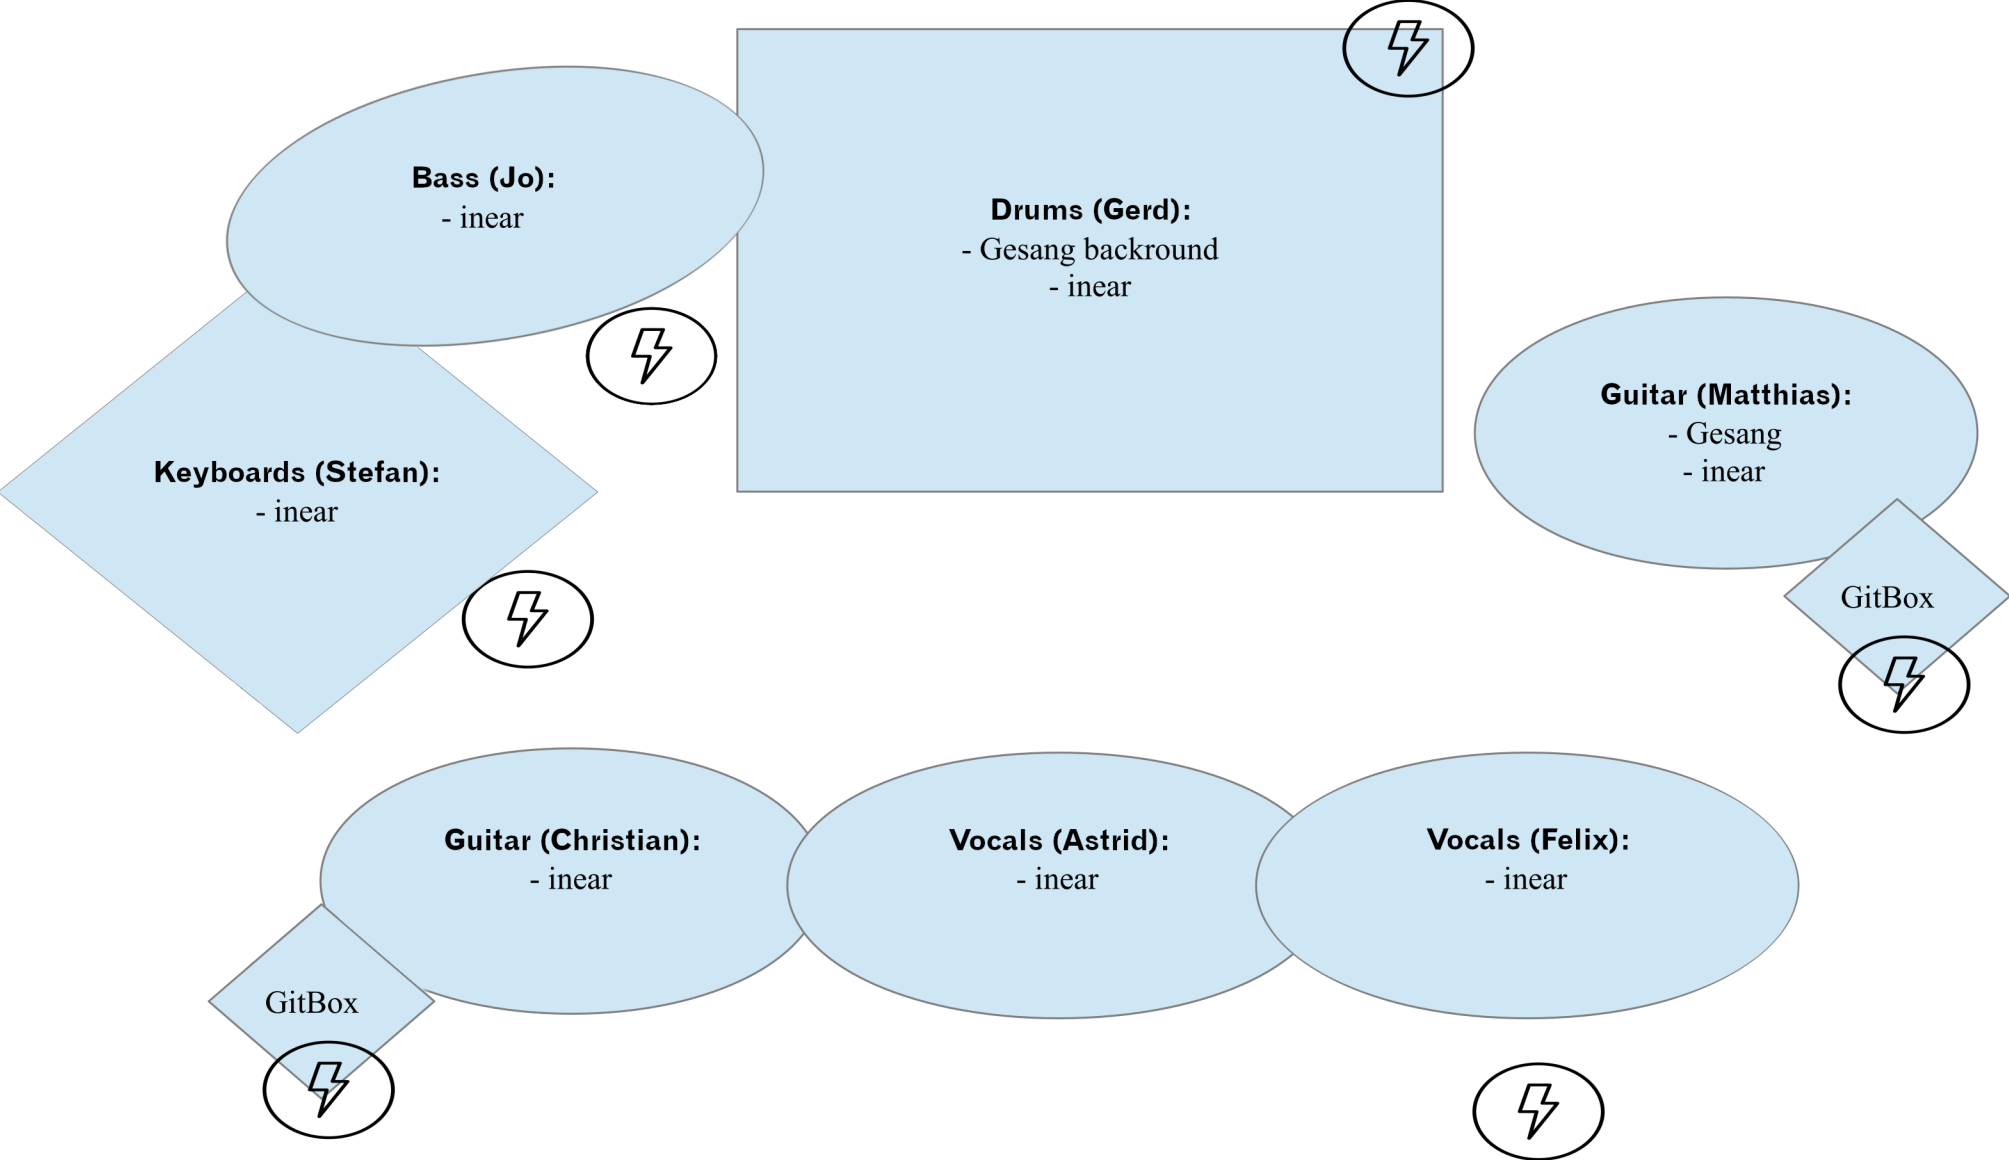 Bass (Jo):
- inear
Drums (Gerd):
- Gesang backround
- inear
Guitar (Matthias):
- Gesang
- inear
GitBox
Keyboards (Stefan):
- inear
Guitar (Christian):
- inear
GitBox
Vocals (Astrid):
- inear
Vocals (Felix):
- inear